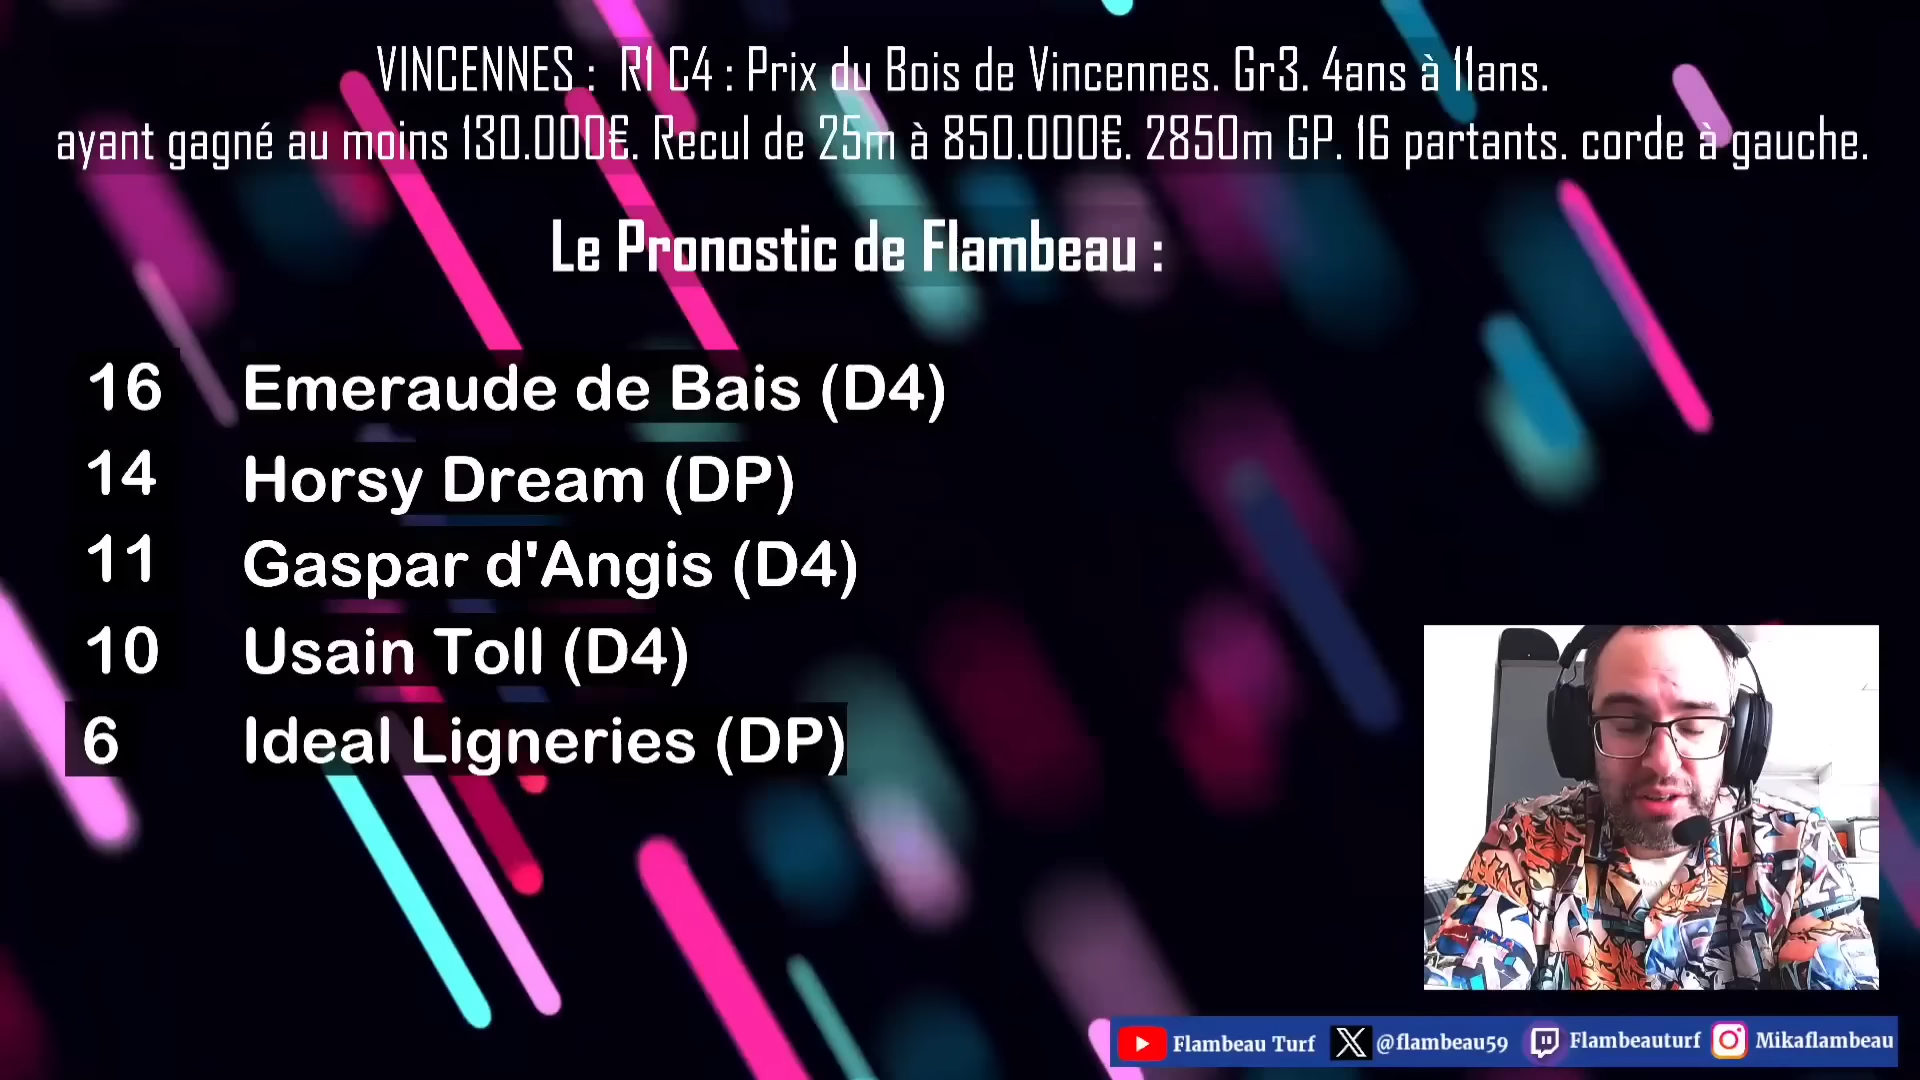 VINCENNES : R1 C4 : Prix du Bois de Vincennes. Gr3. 4ans à 11ans.
ayant gagné au moins 130.000€. Recul de 25m à 850.000€. 2850m GP. 16 partants. corde à gauche.
Le Pronostic de Flambeau :
16 Emeraude de Bais (D4)
14 Horsy Dream (DP)
11 Gaspar d'Angis (D4)
10 Usain Toll (D4)
6 Ideal Ligneries (DP)
Flambeau Turf @flambeau59 Flambeauturf Mikaflambeau